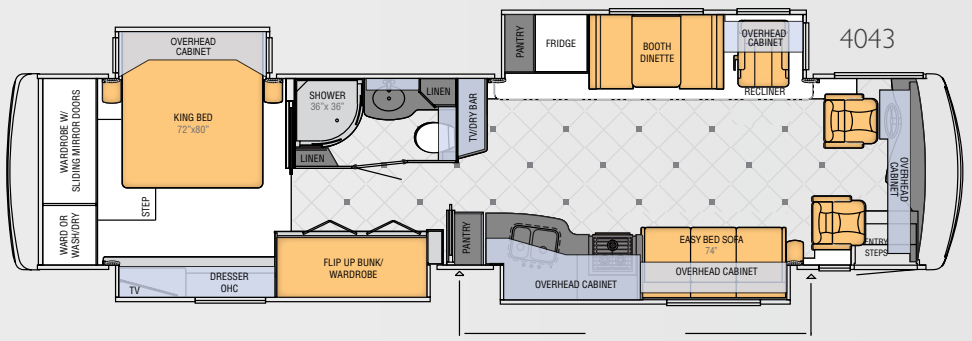 4043
OVERHEAD
CABINET
WARDROBE W/
SLIDING MIRROR DOORS
KING BED
72"x80"
STEP
WARD OR
WASH/DRY
TV
DRESSER
OHC
FLIP UP BUNK/
WARDROBE
SHOWER
36"x 36"
LINEN
LINEN
TV/DRY BAR
PANTRY
FRIDGE
BOOTH
DINETTE
OVERHEAD
CABINET
RECLINER
PANTRY
OVERHEAD CABINET
EASY BED SOFA
74"
OVERHEAD CABINET
OVERHEAD
CABINET
ENTRY
STEPS